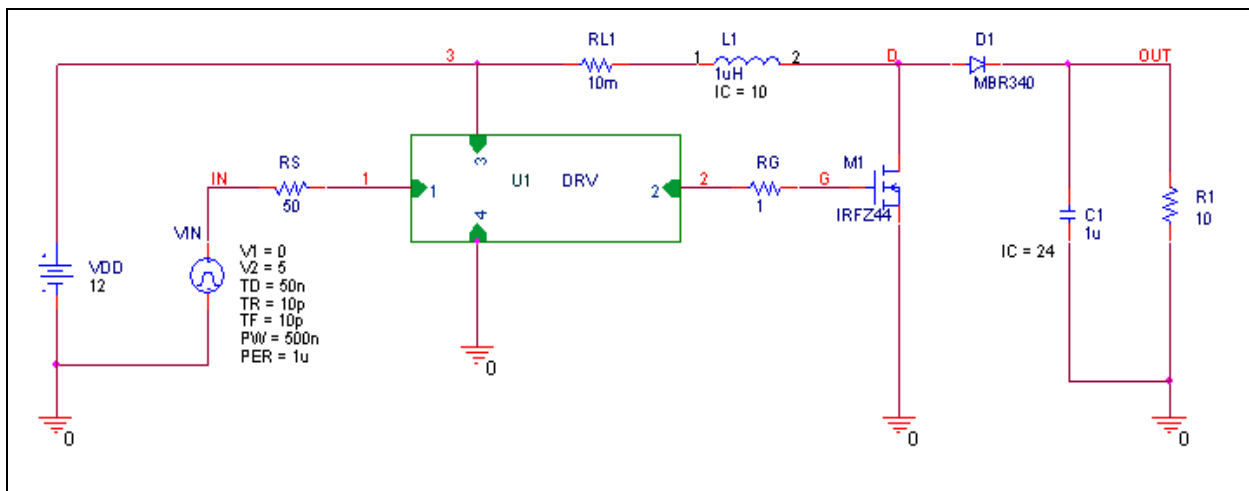 RL1
L1
D1
3
1
2
D
OUT
10m
1uH
IC = 10
MBR340
3
RS
U1
DRV
RG
M1
IN
1
1
2
2
G
50
4
1
IRFZ44
R1
10
C1
1u
VIN
IC = 24
V1 = 0
V2 = 5
TD = 50n
TR = 10p
TF = 10p
PW = 500n
PER = 1u
VDD
12
0
0
0
0